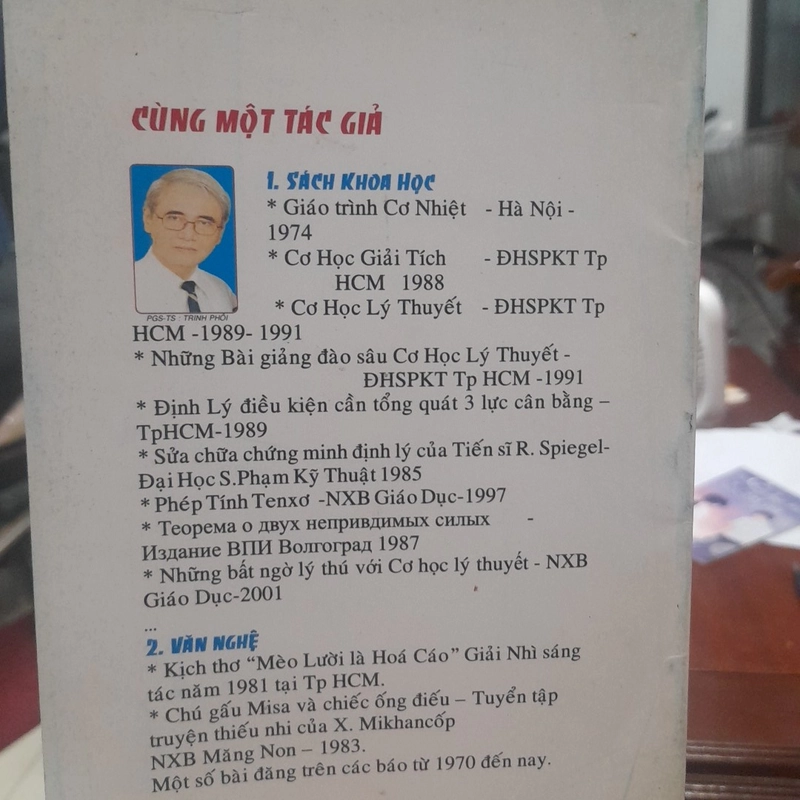 CÙNG MỘT TÁC GIẢ
1. SÁCH KHOA HỌC
* Giáo trình Cơ Nhiệt - Hà Nội -
1974
* Cơ Học Giải Tích - ĐHSPKT Tp
HCM 1988
* Cơ Học Lý Thuyết - ĐHSPKT Tp
PGS-TS : TRINH PHÔI
HCM -1989- 1991
* Những Bài giảng đào sâu Cơ Học Lý Thuyết -
ĐHSPKT Tp HCM -1991
* Định Lý điều kiện cần tổng quát 3 lực cân bằng –
TpHCM-1989
* Sửa chữa chứng minh định lý của Tiến sĩ R. Spiegel-
Đại Học S.Phạm Kỹ Thuật 1985
* Phép Tính Tenxơ -NXB Giáo Dục-1997
* Теорема о двух непривдимых силых -
Издание ВПИ Волгоград 1987
* Những bất ngờ lý thú với Cơ học lý thuyết - NXB
Giáo Dục-2001
...
2. VĂN NGHỆ
* Kịch thơ “Mèo Lười là Hoá Cáo” Giải Nhì sáng
tác năm 1981 tại Tp HCM.
* Chú gấu Misa và chiếc ống điếu – Tuyển tập
truyện thiếu nhi của X. Mikhancốp
NXB Măng Non – 1983.
Một số bài đăng trên các báo từ 1970 đến nay.